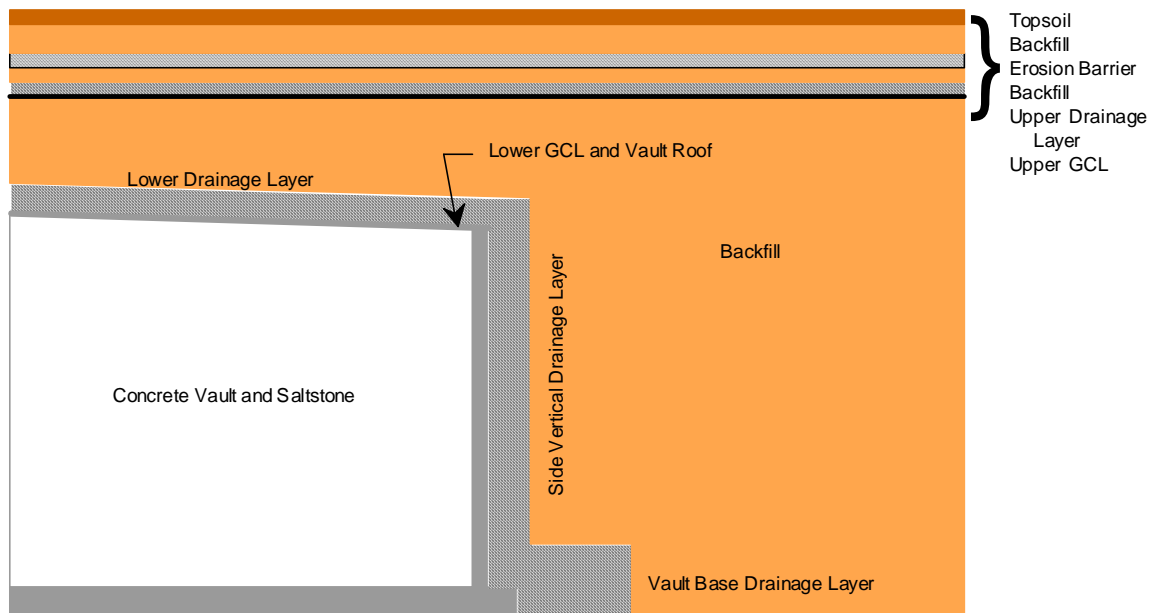 Topsoil
Backfill
Erosion Barrier
Backfill
Upper Drainage
Layer
Upper GCL
Lower GCL and Vault Roof
Lower Drainage Layer
Backfill
Side Vertical Drainage Layer
Concrete Vault and Saltstone
Vault Base Drainage Layer